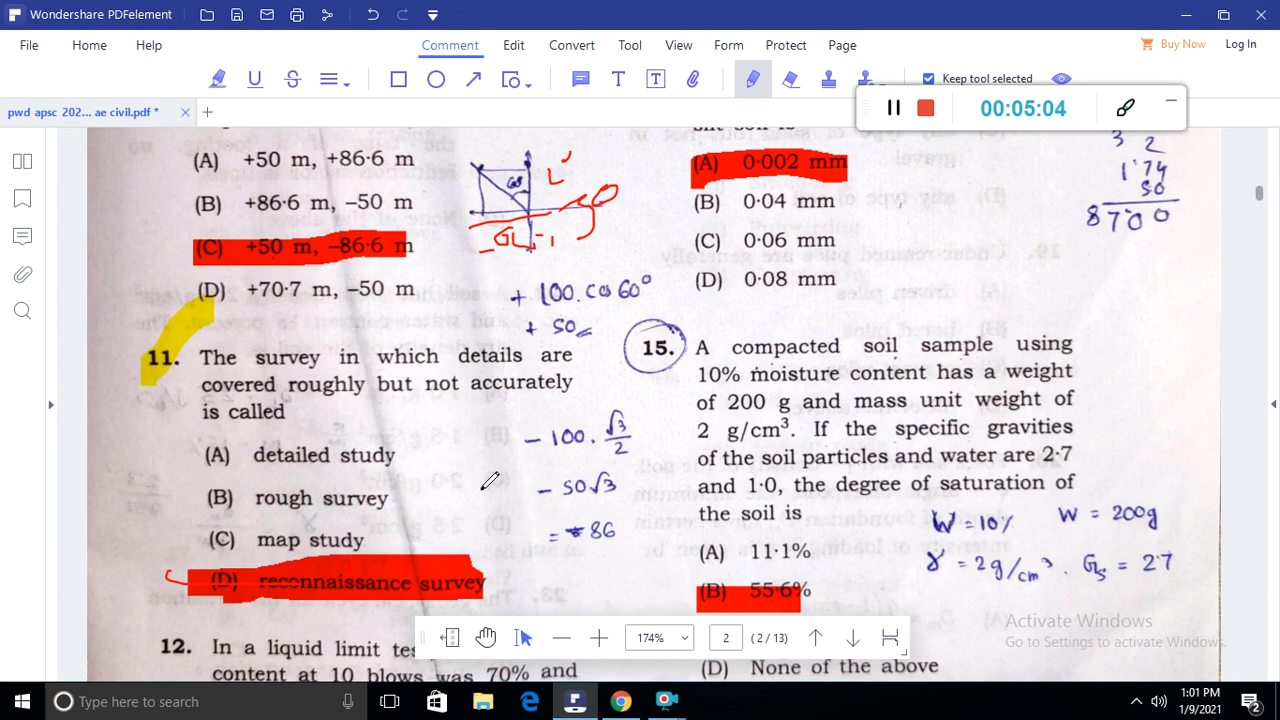 Wondershare PDFelement
File Home Help Comment Edit Convert Tool View Form Protect Page Buy Now Log In
Keep tool selected
pwd apsc 202... ae civil.pdf *
00:05:04
(A) +50 m, +86·6 m
(B) +86·6 m, –50 m
(C) +50 m, –86·6 m
(D) +70·7 m, –50 m
+ 100. cos 60°
+ 50
11. The survey in which details are
covered roughly but not accurately
is called
(A) detailed study
(B) rough survey
(C) map study
(D) reconnaissance survey
- 100 . √3/2
- 50√3
= - 86
12. In a liquid limit
content at 10 blows was 70% and
soil is
(A) 0·002 mm
(B) 0·04 mm
(C) 0·06 mm
(D) 0·08 mm
3 2
174
50
8700
15. A compacted soil sample using
10% moisture content has a weight
of 200 g and mass unit weight of
2 g/cm³. If the specific gravities
of the soil particles and water are 2·7
and 1·0, the degree of saturation of
the soil is
W = 10% W = 200g
(A) 11·1%
γ = 2g/cm³. Gs = 2.7
(B) 55·6%
(D) None of the above
174% 2 ( 2 / 13)
Activate Windows
Go to Settings to activate Windows.
Type here to search
1:01 PM
1/9/2021
2